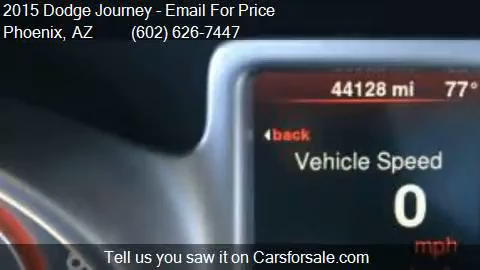 2015 Dodge Journey - Email For Price
Phoenix, AZ (602) 626-7447
44128 mi 77°
back
Vehicle Speed
0
mph
Tell us you saw it on Carsforsale.com